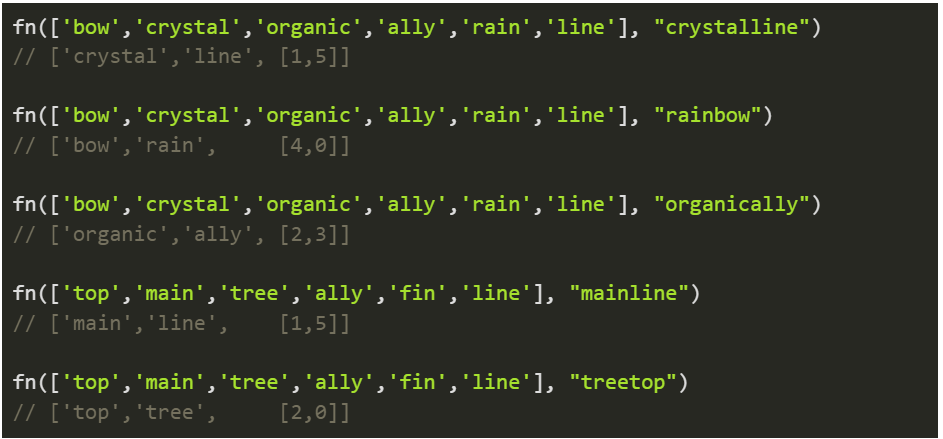 fn(['bow','crystal','organic','ally','rain','line'], "crystalline")
// ['crystal','line', [1,5]]
fn(['bow','crystal','organic','ally','rain','line'], "rainbow")
// ['bow','rain',     [4,0]]
fn(['bow','crystal','organic','ally','rain','line'], "organically")
// ['organic','ally', [2,3]]
fn(['top','main','tree','ally','fin','line'], "mainline")
// ['main','line',    [1,5]]
fn(['top','main','tree','ally','fin','line'], "treetop")
// ['top','tree',     [2,0]]